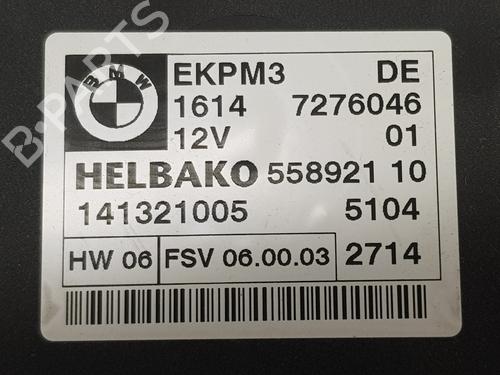 B-PARTS
BMW
EKPM3 DE
1614 7276046
12V 01
HELBAKO 558921 10
141321005 5104
HW 06 FSV 06.00.03 2714